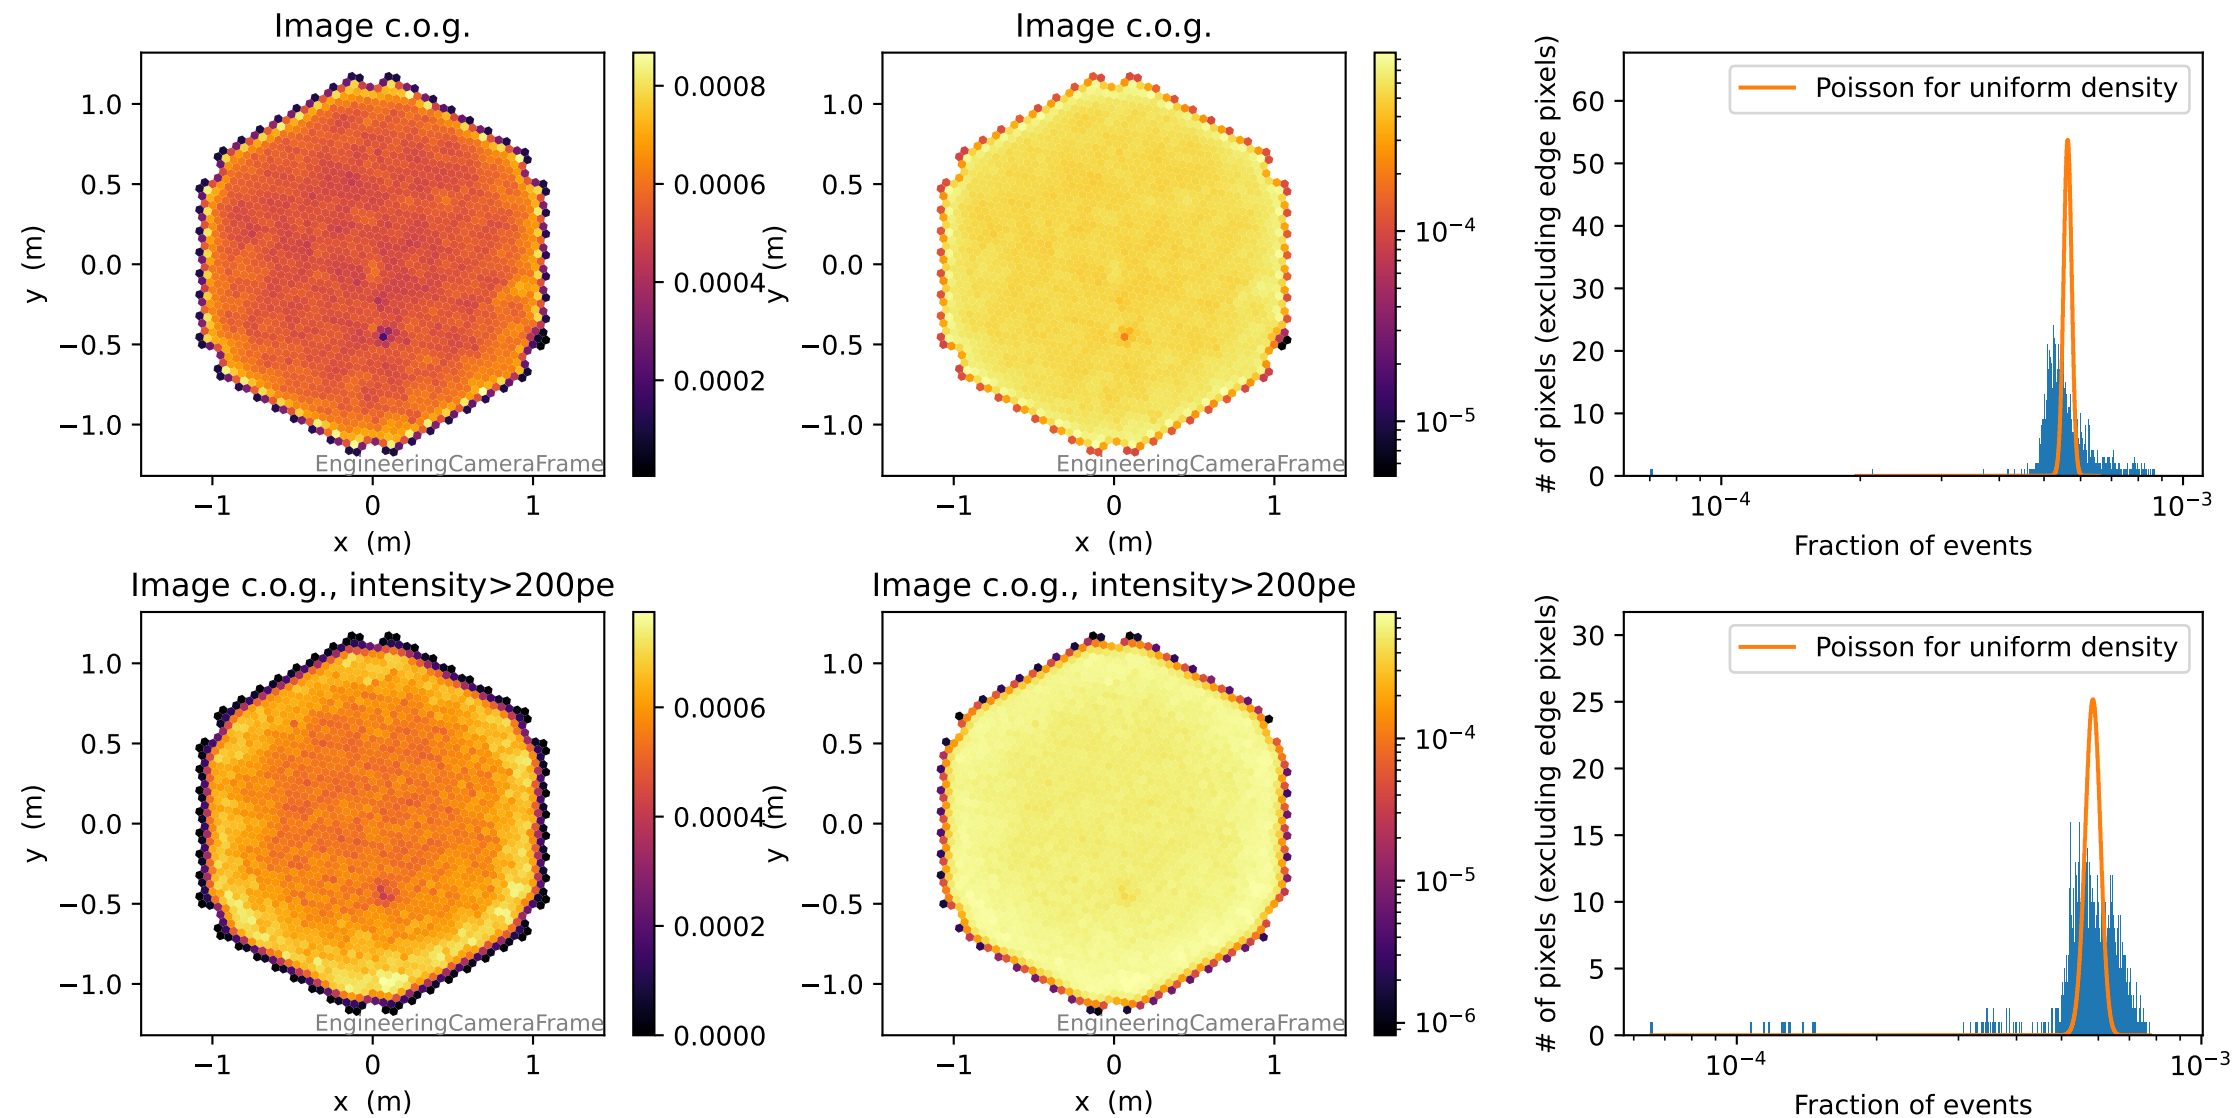 Image c.o.g.
y (m)
1.0
0.5
0.0
−0.5
−1.0
−1
0
1
x (m)
EngineeringCameraFrame
0.0008
0.0006
0.0004
0.0002
Image c.o.g.
y (m)
1.0
0.5
0.0
−0.5
−1.0
−1
0
1
x (m)
EngineeringCameraFrame
10⁻⁴
10⁻⁵
# of pixels (excluding edge pixels)
60
50
40
30
20
10
0
Poisson for uniform density
10⁻⁴
10⁻³
Fraction of events
Image c.o.g., intensity>200pe
y (m)
1.0
0.5
0.0
−0.5
−1.0
−1
0
1
x (m)
EngineeringCameraFrame
0.0006
0.0004
0.0002
0.0000
Image c.o.g., intensity>200pe
y (m)
1.0
0.5
0.0
−0.5
−1.0
−1
0
1
x (m)
EngineeringCameraFrame
10⁻⁴
10⁻⁵
10⁻⁶
# of pixels (excluding edge pixels)
30
25
20
15
10
5
0
Poisson for uniform density
10⁻⁴
10⁻³
Fraction of events